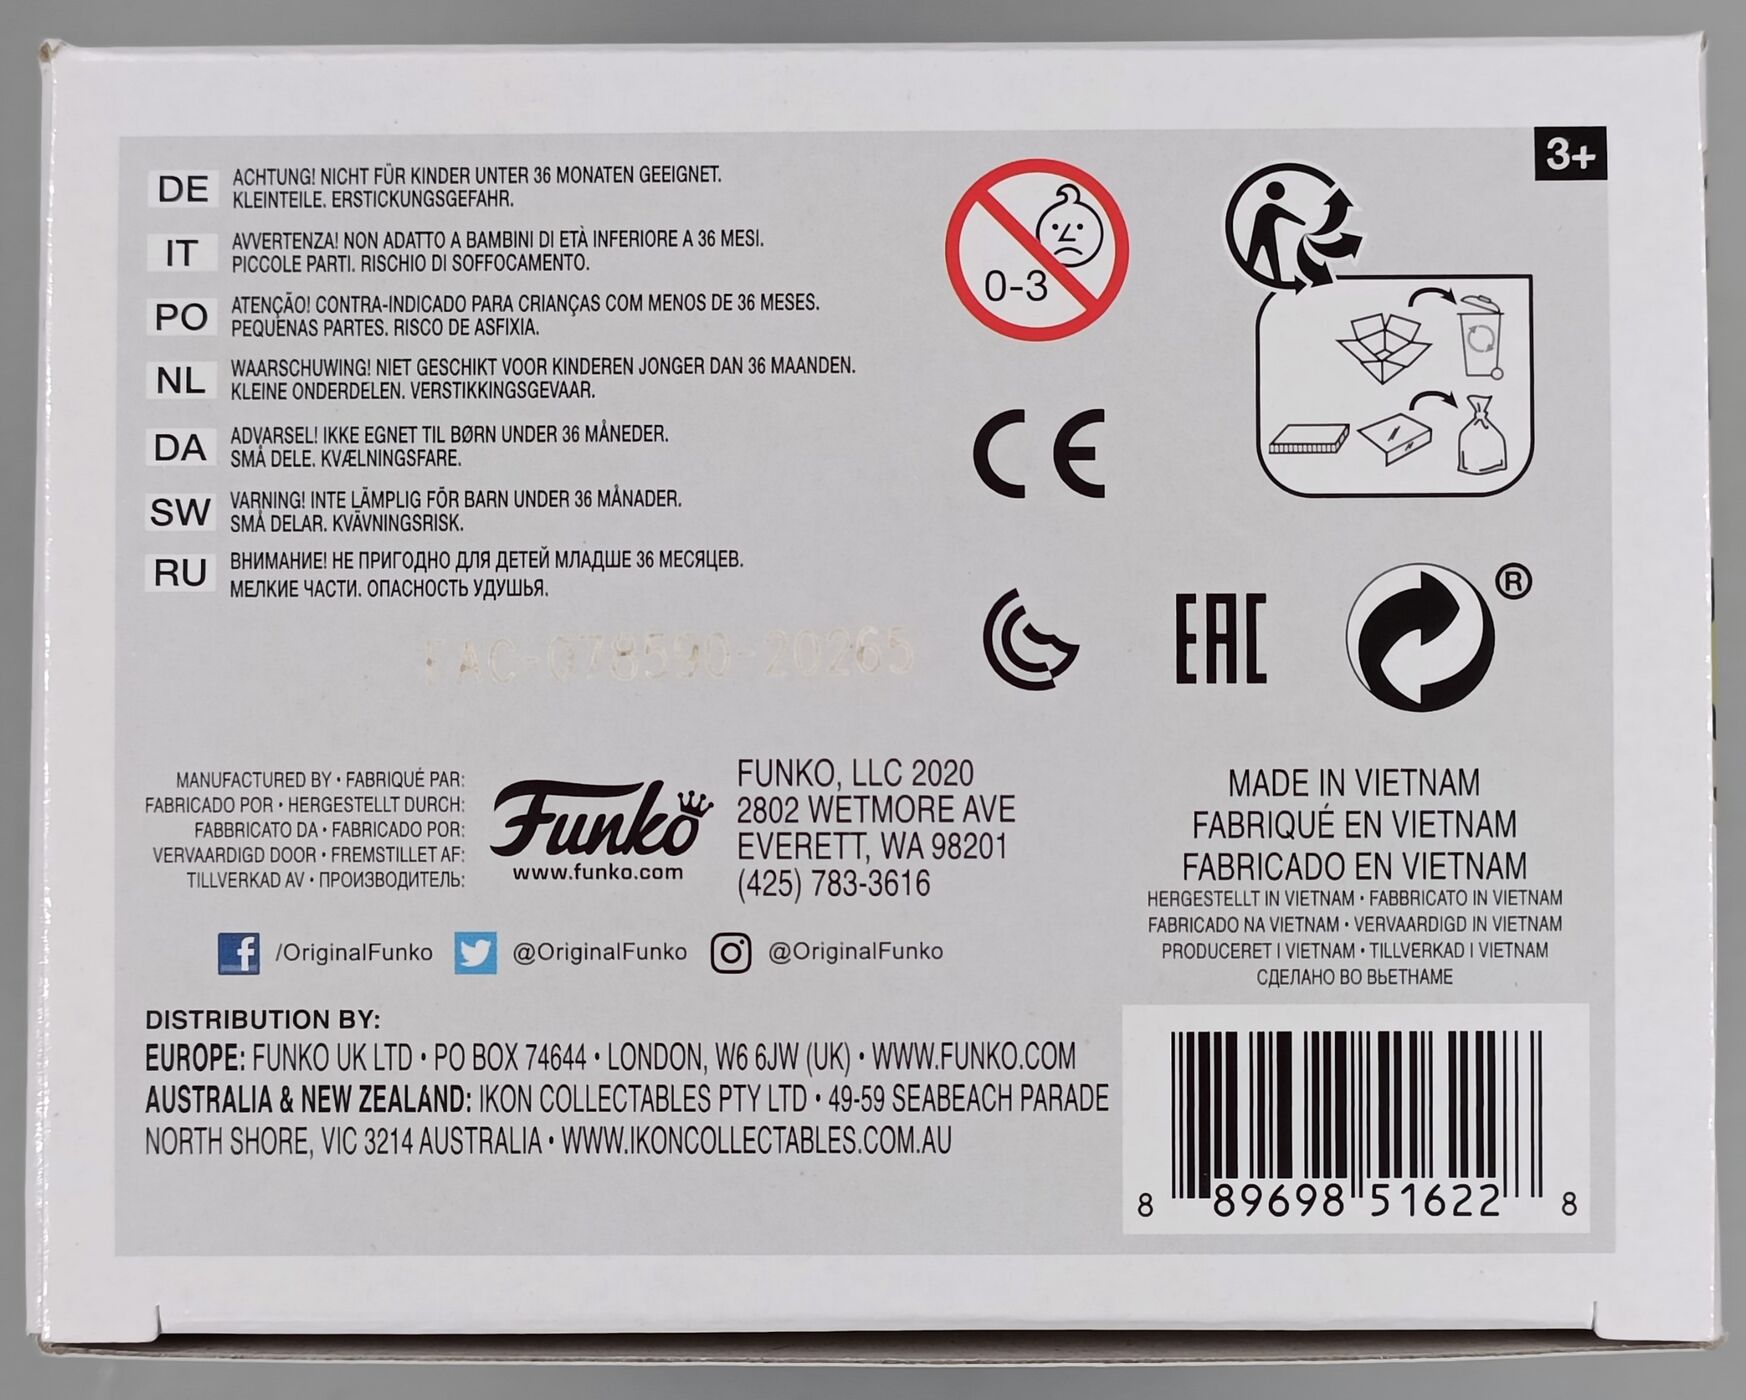 3+
DE ACHTUNG! NICHT FÜR KINDER UNTER 36 MONATEN GEEIGNET.
KLEINTEILE. ERSTICKUNGSGEFAHR.
IT AVVERTENZA! NON ADATTO A BAMBINI DI ETÀ INFERIORE A 36 MESI.
PICCOLE PARTI. RISCHIO DI SOFFOCAMENTO.
PO ATENÇÃO! CONTRA-INDICADO PARA CRIANÇAS COM MENOS DE 36 MESES.
PEQUENAS PARTES. RISCO DE ASFIXIA.
NL WAARSCHUWING! NIET GESCHIKT VOOR KINDEREN JONGER DAN 36 MAANDEN.
KLEINE ONDERDELEN. VERSTIKKINGSGEVAAR.
DA ADVARSEL! IKKE EGNET TIL BØRN UNDER 36 MÅNEDER.
SMÅ DELE. KVÆLNINGSFARE.
SW VARNING! INTE LÄMPLIG FÖR BARN UNDER 36 MÅNADER.
SMÅ DELAR. KVÄVNINGSRISK.
RU ВНИМАНИЕ! НЕ ПРИГОДНО ДЛЯ ДЕТЕЙ МЛАДШЕ 36 МЕСЯЦЕВ.
МЕЛКИЕ ЧАСТИ. ОПАСНОСТЬ УДУШЬЯ.
0-3
CE
EAC
®
FAC-078590-20265
MANUFACTURED BY • FABRIQUÉ PAR:
FABRICADO POR • HERGESTELLT DURCH:
FABBRICATO DA • FABRICADO POR:
VERVAARDIGD DOOR • FREMSTILLET AF:
TILLVERKAD AV • ПРОИЗВОДИТЕЛЬ:
Funko
www.funko.com
FUNKO, LLC 2020
2802 WETMORE AVE
EVERETT, WA 98201
(425) 783-3616
MADE IN VIETNAM
FABRIQUÉ EN VIETNAM
FABRICADO EN VIETNAM
HERGESTELLT IN VIETNAM • FABBRICATO IN VIETNAM
FABRICADO NA VIETNAM • VERVAARDIGD IN VIETNAM
PRODUCERET I VIETNAM • TILLVERKAD I VIETNAM
СДЕЛАНО ВО ВЬЕТНАМЕ
f /OriginalFunko @OriginalFunko @OriginalFunko
DISTRIBUTION BY:
EUROPE: FUNKO UK LTD • PO BOX 74644 • LONDON, W6 6JW (UK) • WWW.FUNKO.COM
AUSTRALIA & NEW ZEALAND: IKON COLLECTABLES PTY LTD • 49-59 SEABEACH PARADE
NORTH SHORE, VIC 3214 AUSTRALIA • WWW.IKONCOLLECTABLES.COM.AU
8 89698 51622 8